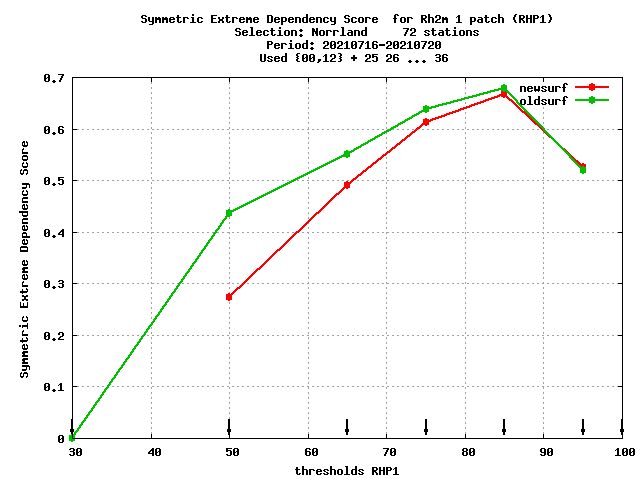 Symmetric Extreme Dependency Score  for Rh2m 1 patch (RHP1)
Selection: Norrland     72 stations
Period: 20210716-20210720
Used {00,12} + 25 26 ... 36
newsurf
oldsurf
0.7
0.6
0.5
0.4
0.3
0.2
0.1
0
Symmetric Extreme Dependency Score
30 40 50 60 70 80 90 100
thresholds RHP1